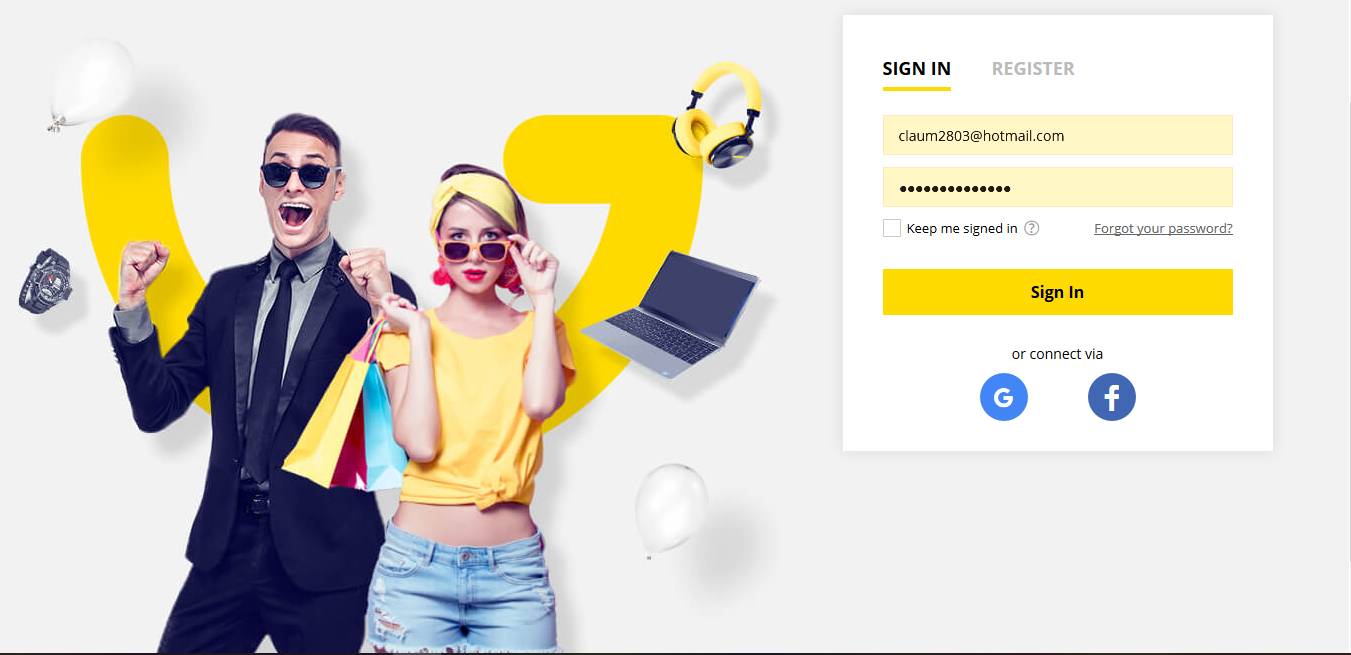 SIGN IN REGISTER
claum2803@hotmail.com
••••••••••••••
Keep me signed in ? Forgot your password?
Sign In
or connect via
G f